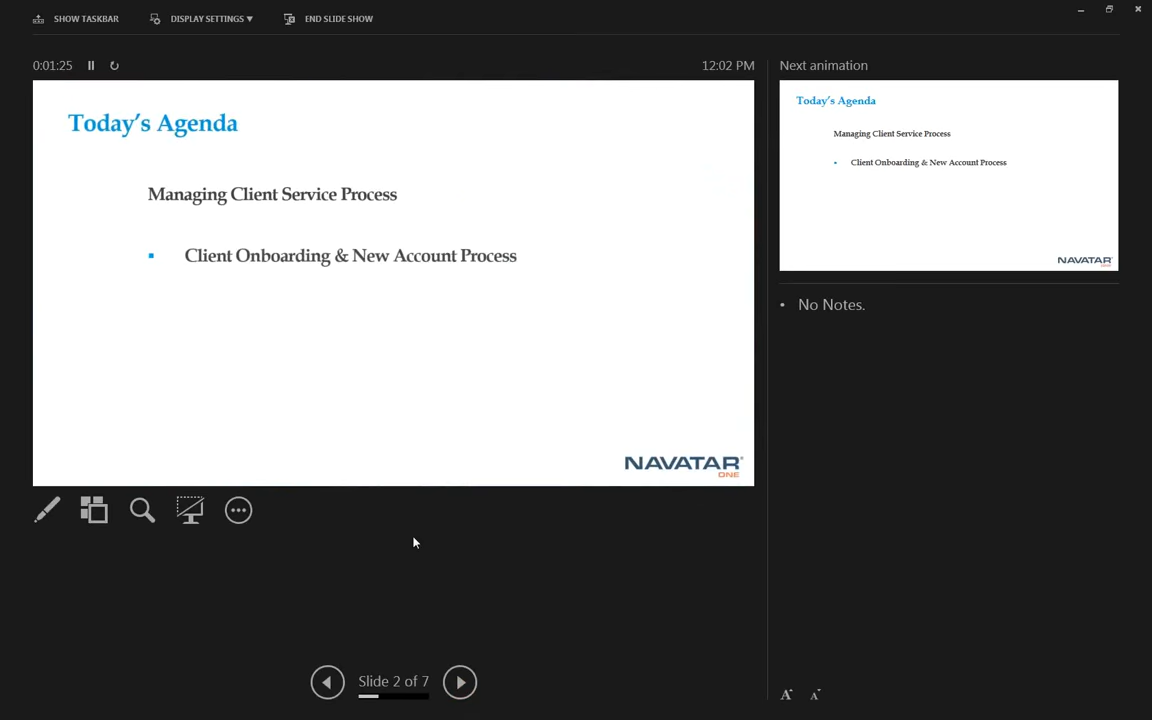 SHOW TASKBAR
DISPLAY SETTINGS ▼
END SLIDE SHOW
0:01:25
12:02 PM
Today's Agenda
Managing Client Service Process
▪ Client Onboarding & New Account Process
NAVATAR®
ONE
Slide 2 of 7
Next animation
Today's Agenda
Managing Client Service Process
▪ Client Onboarding & New Account Process
NAVATAR
• No Notes.
A
A